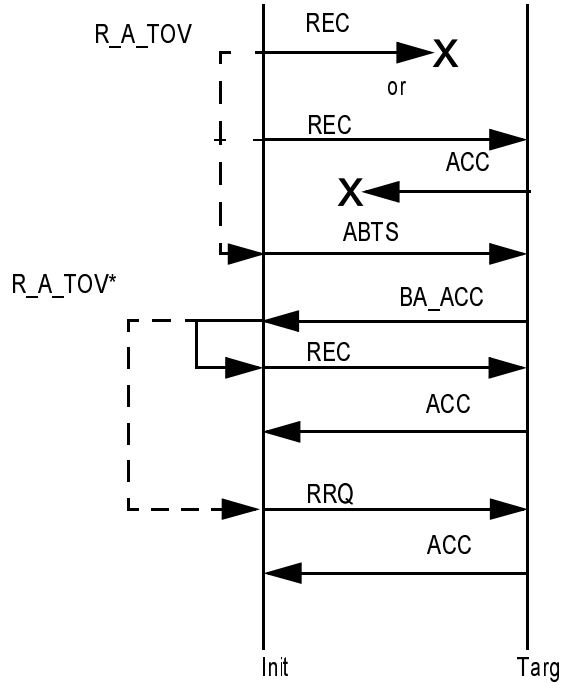 R_A_TOV
REC
X
or
REC
ACC
X
ABTS
R_A_TOV*
BA_ACC
REC
ACC
RRQ
ACC
Init
Targ